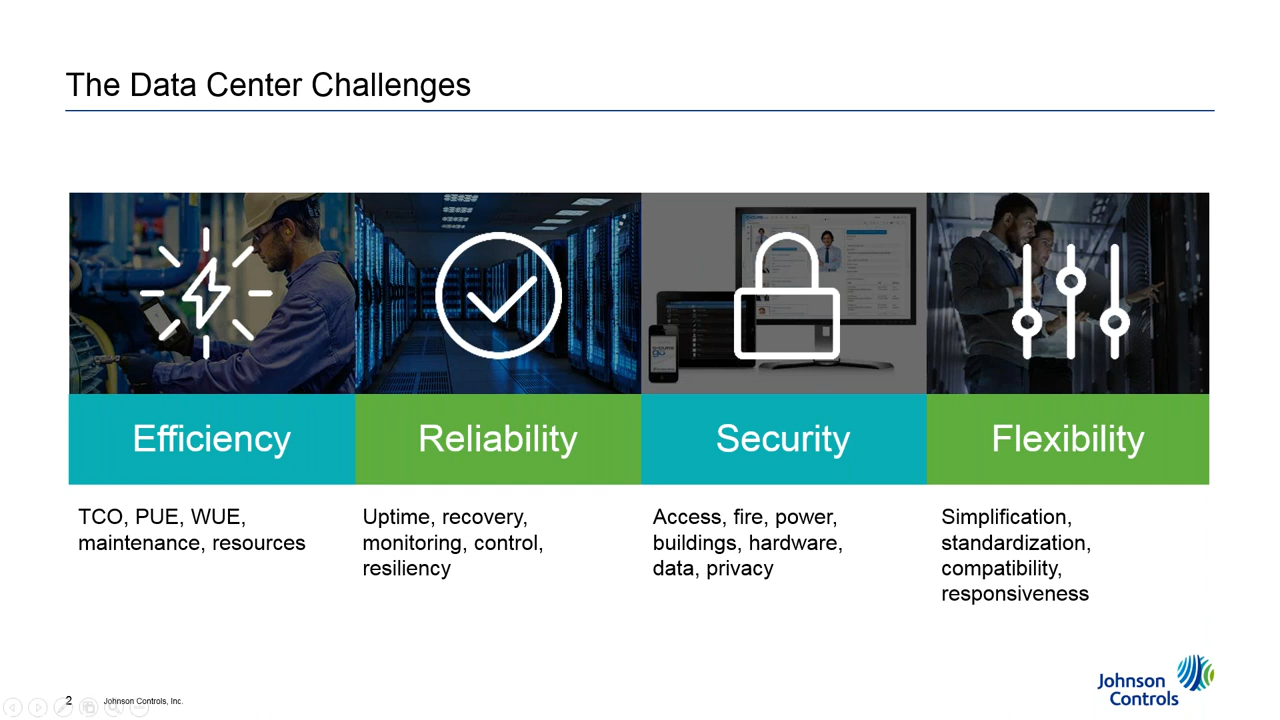 The Data Center Challenges
Efficiency
Reliability
Security
Flexibility
TCO, PUE, WUE,
maintenance, resources
Uptime, recovery,
monitoring, control,
resiliency
Access, fire, power,
buildings, hardware,
data, privacy
Simplification,
standardization,
compatibility,
responsiveness
2
Johnson Controls, Inc.
Johnson
Controls